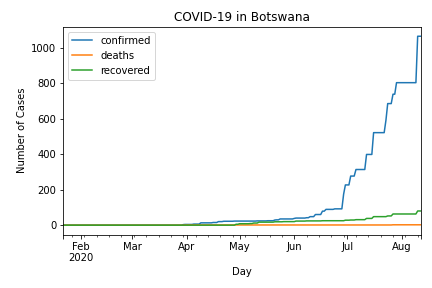 COVID-19 in Botswana
confirmed
deaths
recovered
Number of Cases
1000
800
600
400
200
0
Feb Mar Apr May Jun Jul Aug
2020
Day